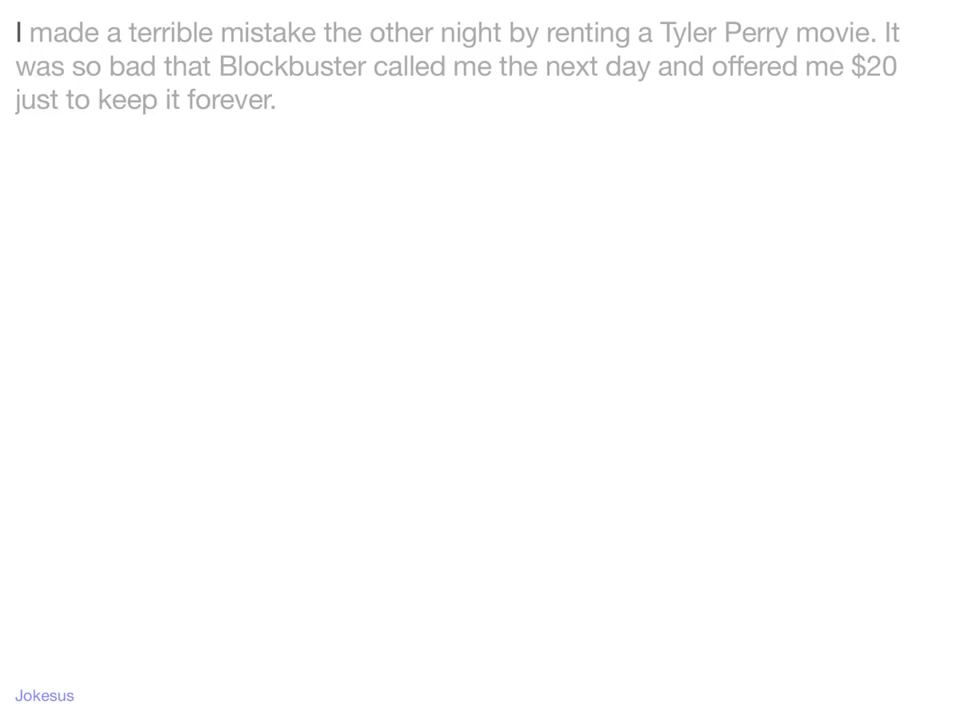 I made a terrible mistake the other night by renting a Tyler Perry movie. It
was so bad that Blockbuster called me the next day and offered me $20
just to keep it forever.
Jokesus